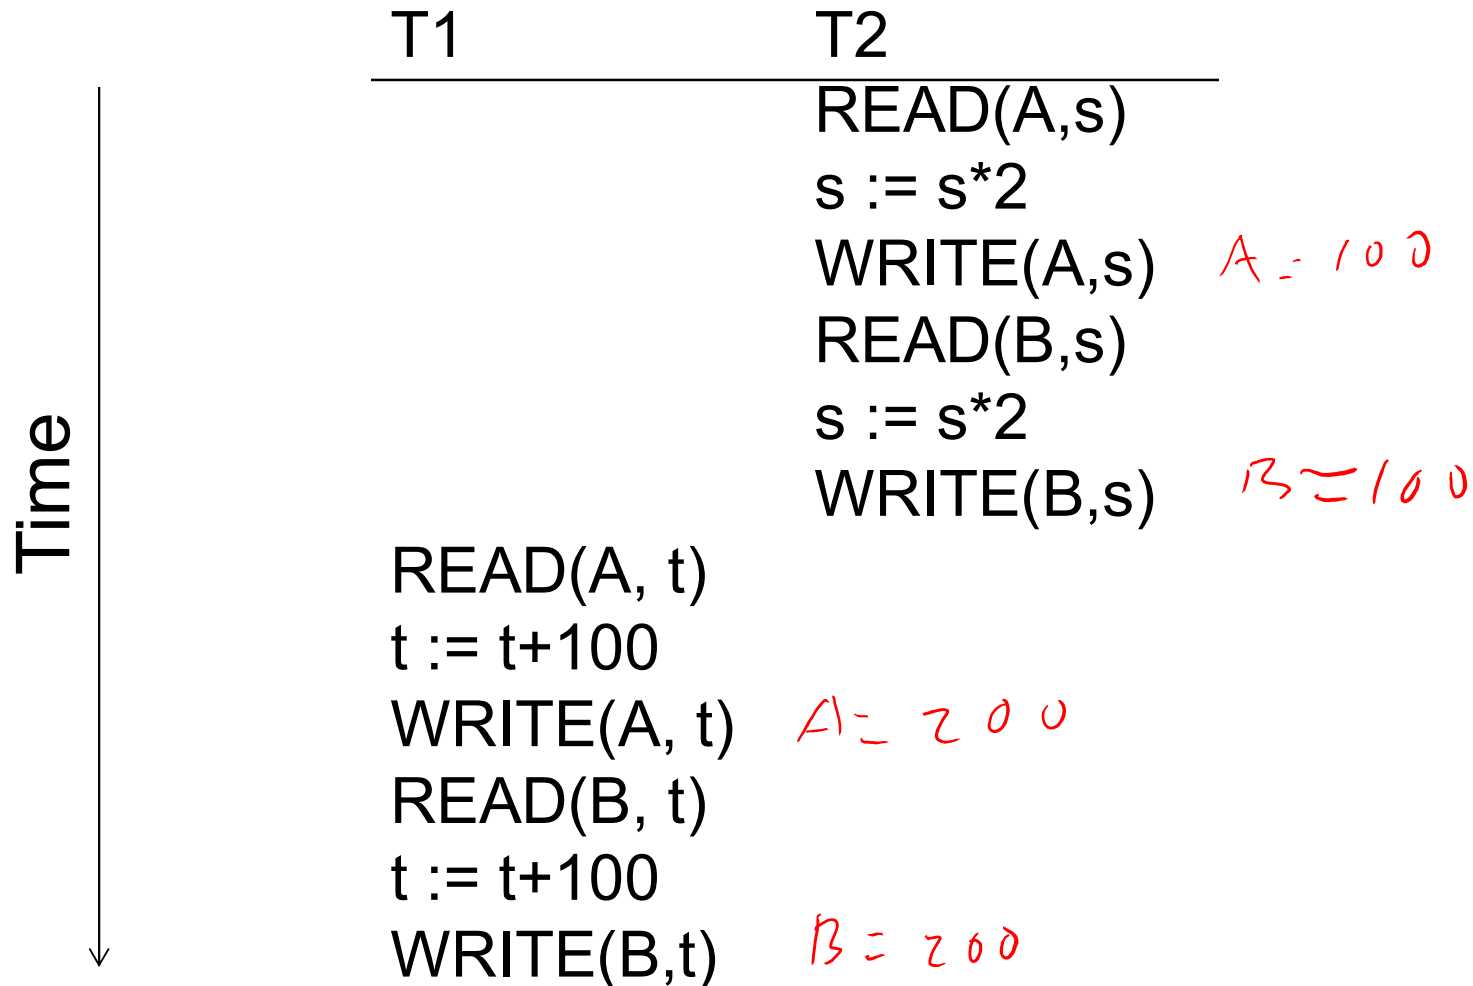 T1 T2
READ(A,s)
s := s*2
WRITE(A,s) A=100
READ(B,s)
s := s*2
WRITE(B,s) B=100
Time
READ(A, t)
t := t+100
WRITE(A, t) A=200
READ(B, t)
t := t+100
WRITE(B,t) B=200